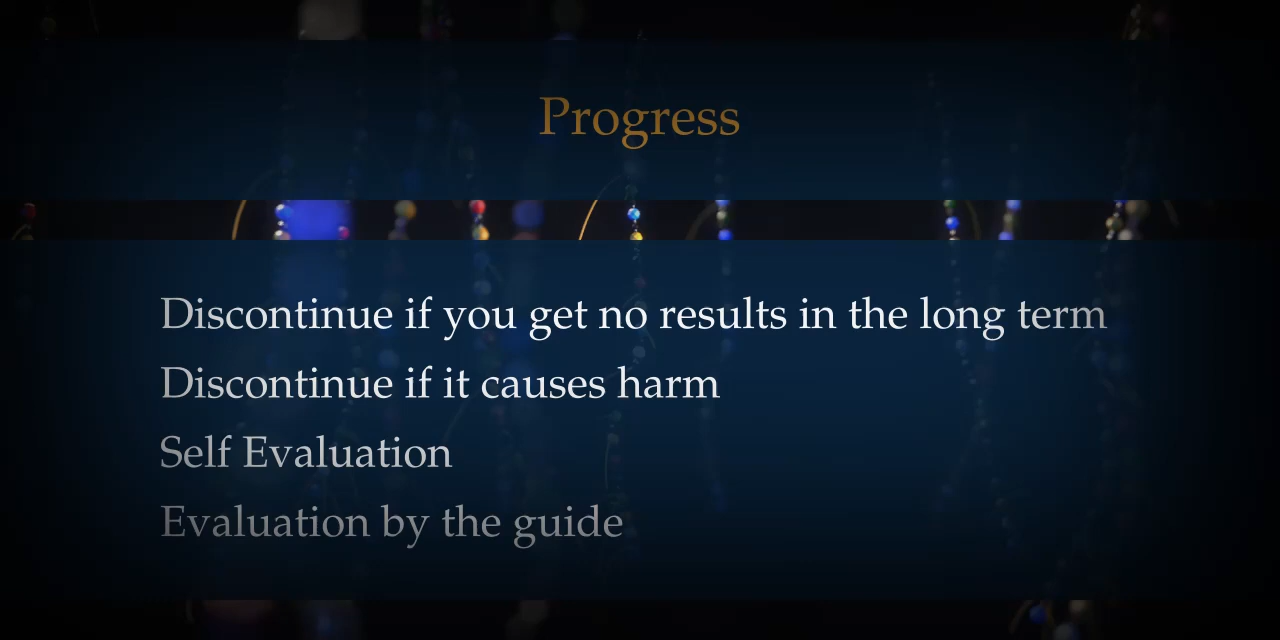 Progress
Discontinue if you get no results in the long term
Discontinue if it causes harm
Self Evaluation
Evaluation by the guide